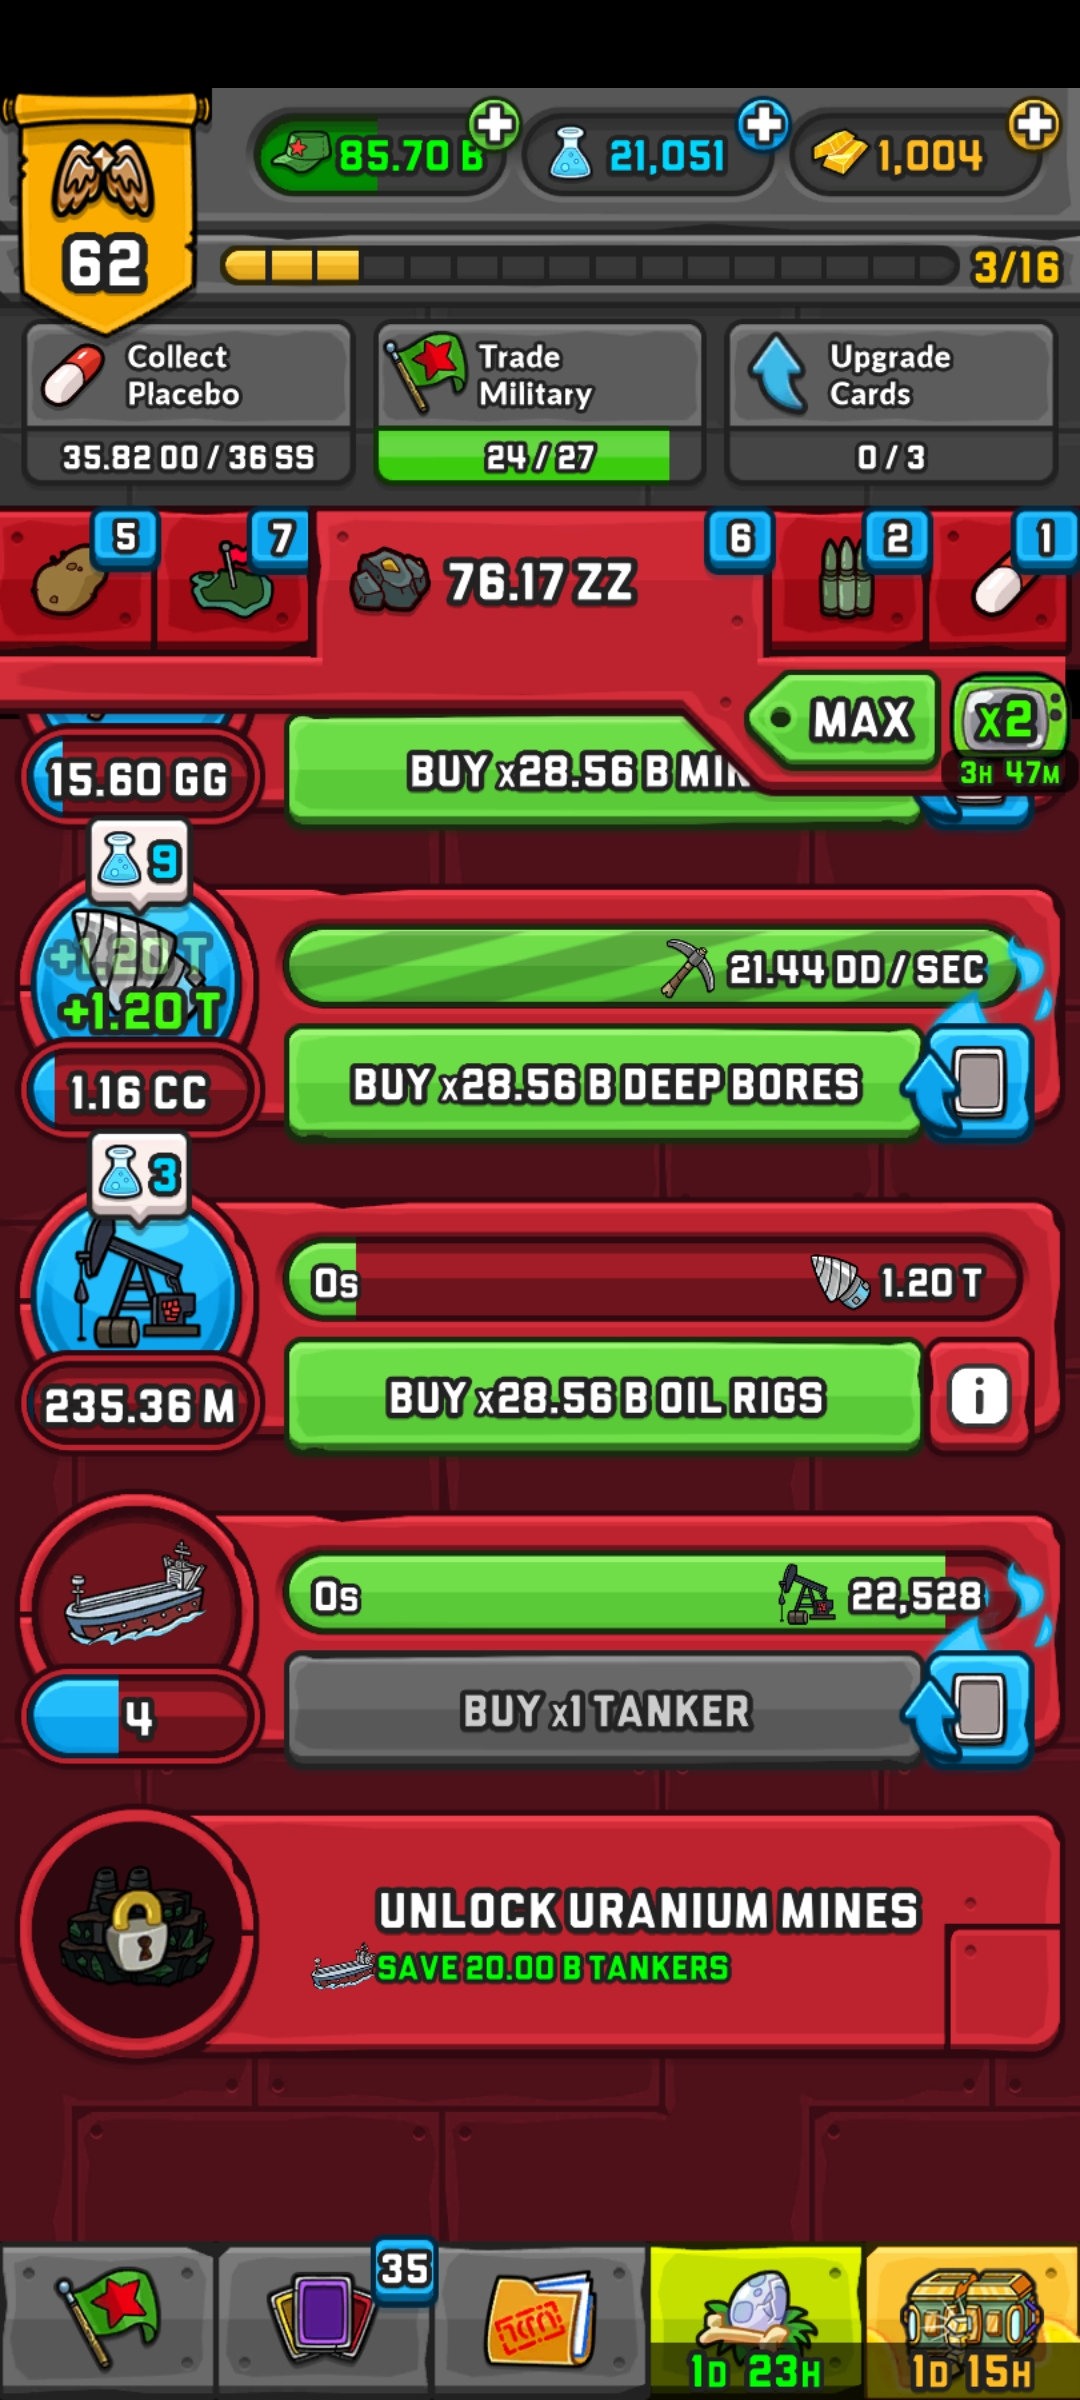 85.70 B
21,051
1,004
62
3/16
Collect
Placebo
35.82 OO / 36 SS
Trade
Military
24 / 27
Upgrade
Cards
0 / 3
5
7
76.17 ZZ
6
2
1
MAX
x2
3H 47M
15.60 GG
BUY x28.56 B
9
+1.20 T
+1.20 T
1.16 CC
21.44 DD / SEC
BUY x28.56 B DEEP BORES
3
235.36 M
0s
1.20 T
BUY x28.56 B OIL RIGS
i
0s
22,528
4
BUY x1 TANKER
UNLOCK URANIUM MINES
SAVE 20.00 B TANKERS
35
1D 23H
1D 15H